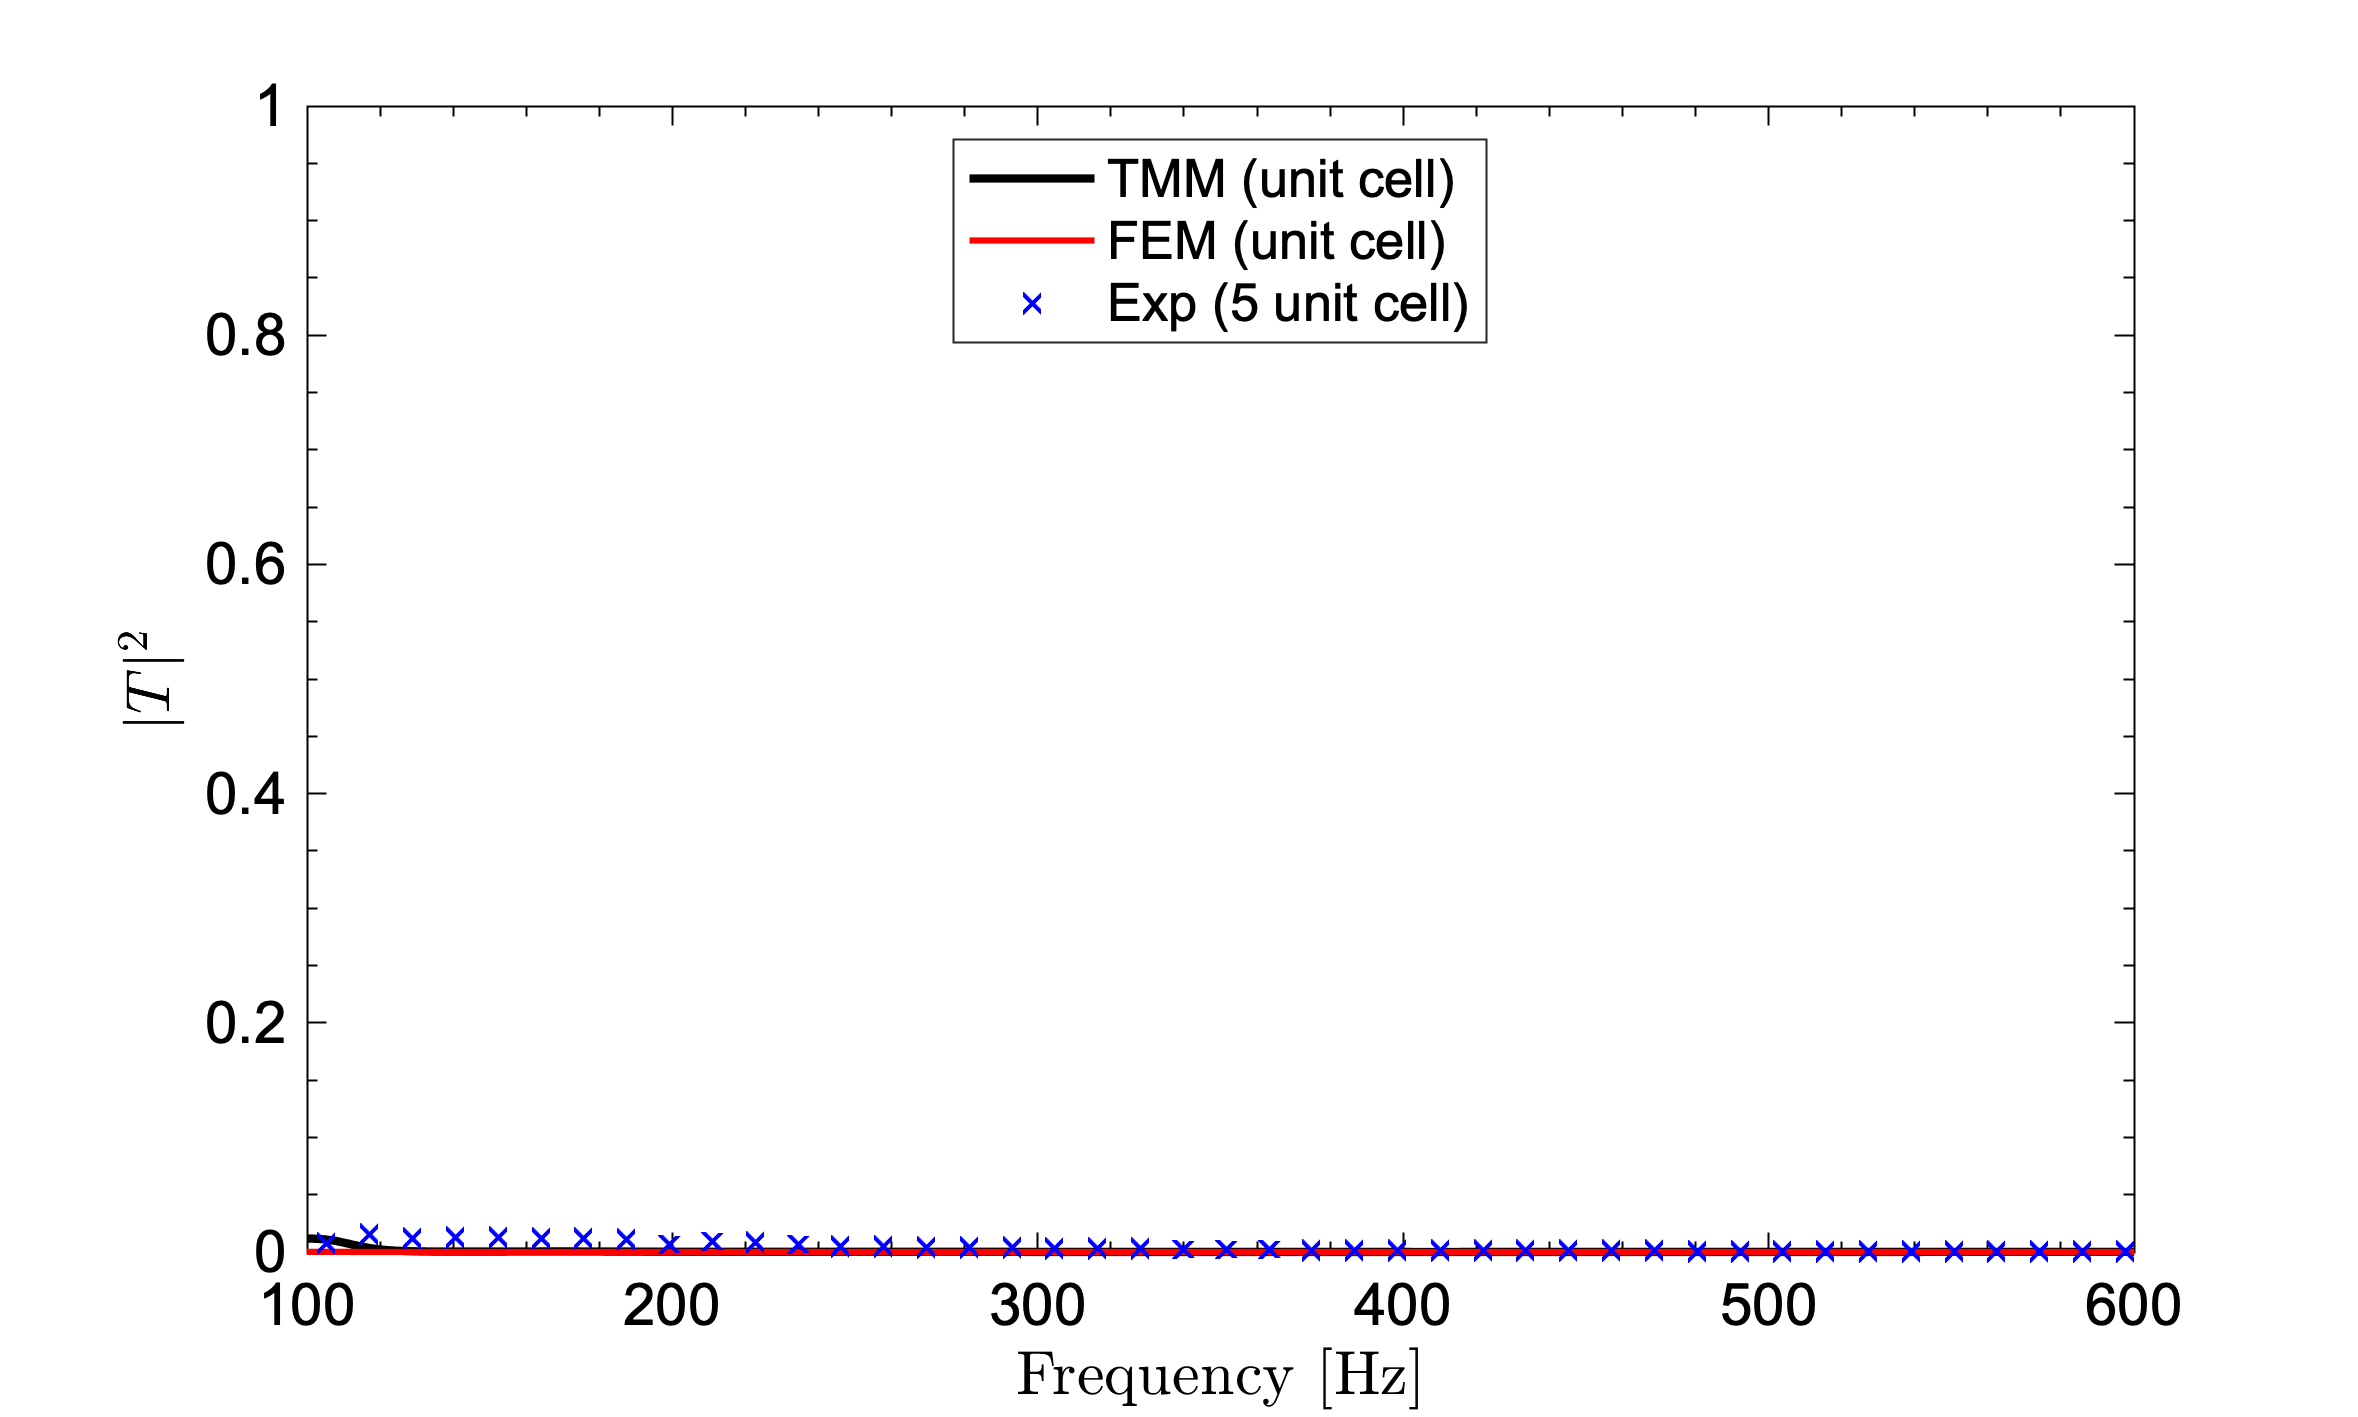 1
0.8
0.6
0.4
0.2
0
100 200 300 400 500 600
Frequency [Hz]
|T|²
TMM (unit cell)
FEM (unit cell)
Exp (5 unit cell)